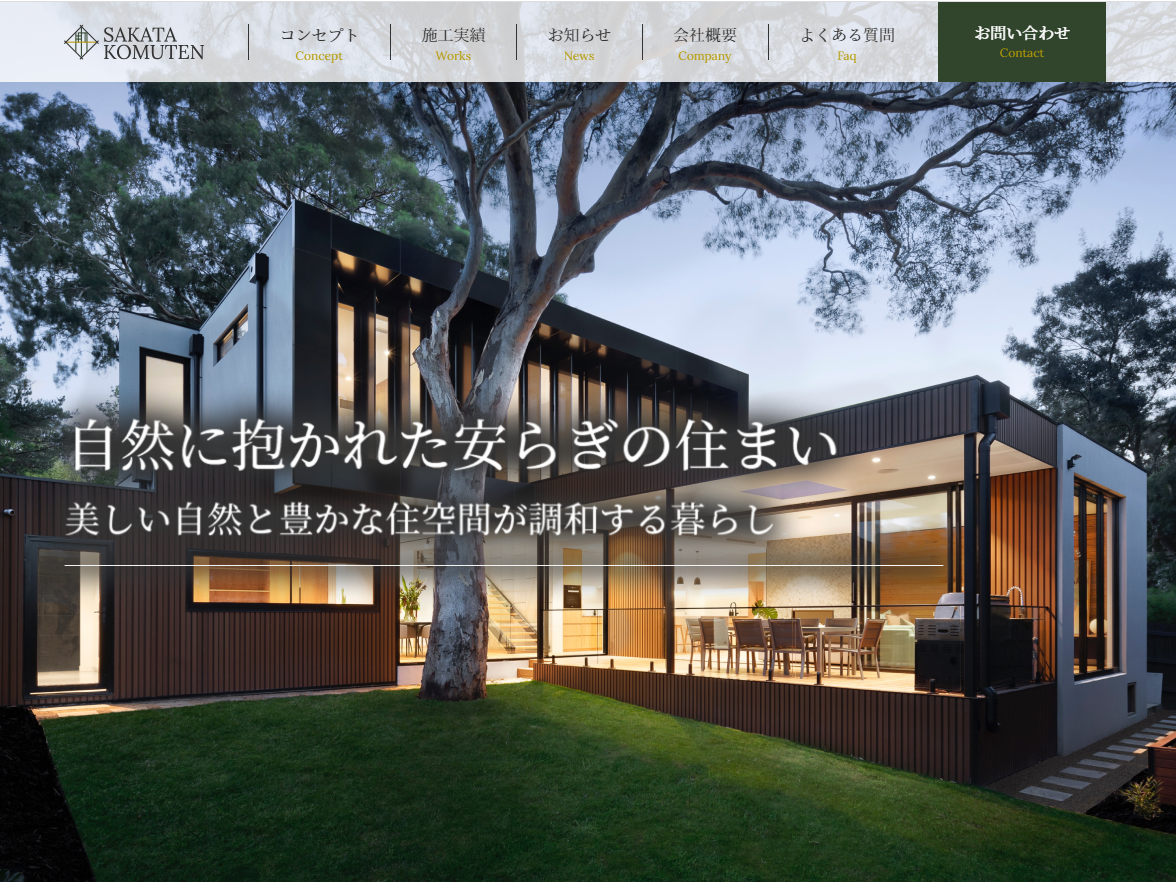 SAKATA
KOMUTEN
コンセプト
Concept
施工実績
Works
お知らせ
News
会社概要
Company
よくある質問
Faq
お問い合わせ
Contact
自然に抱かれた安らぎの住まい
美しい自然と豊かな住空間が調和する暮らし